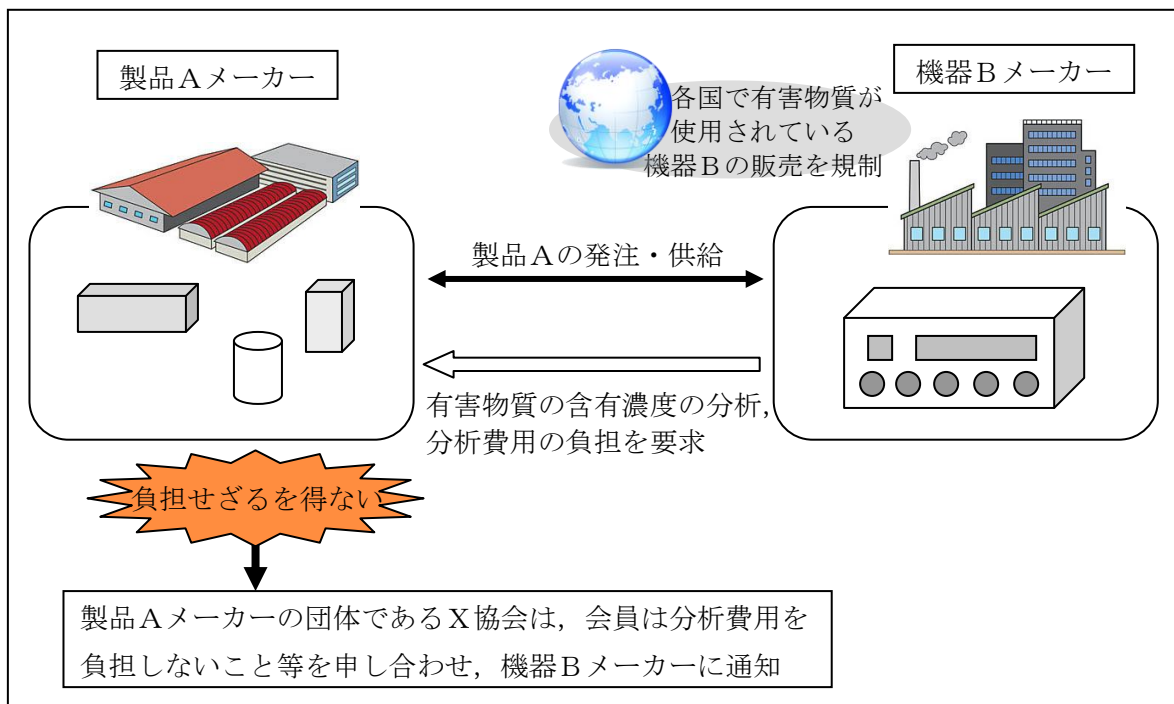 製品Ａメーカー
機器Ｂメーカー
各国で有害物質が
使用されている
機器Ｂの販売を規制
製品Ａの発注・供給
有害物質の含有濃度の分析，
分析費用の負担を要求
負担せざるを得ない
製品Ａメーカーの団体であるＸ協会は，会員は分析費用を
負担しないこと等を申し合わせ，機器Ｂメーカーに通知